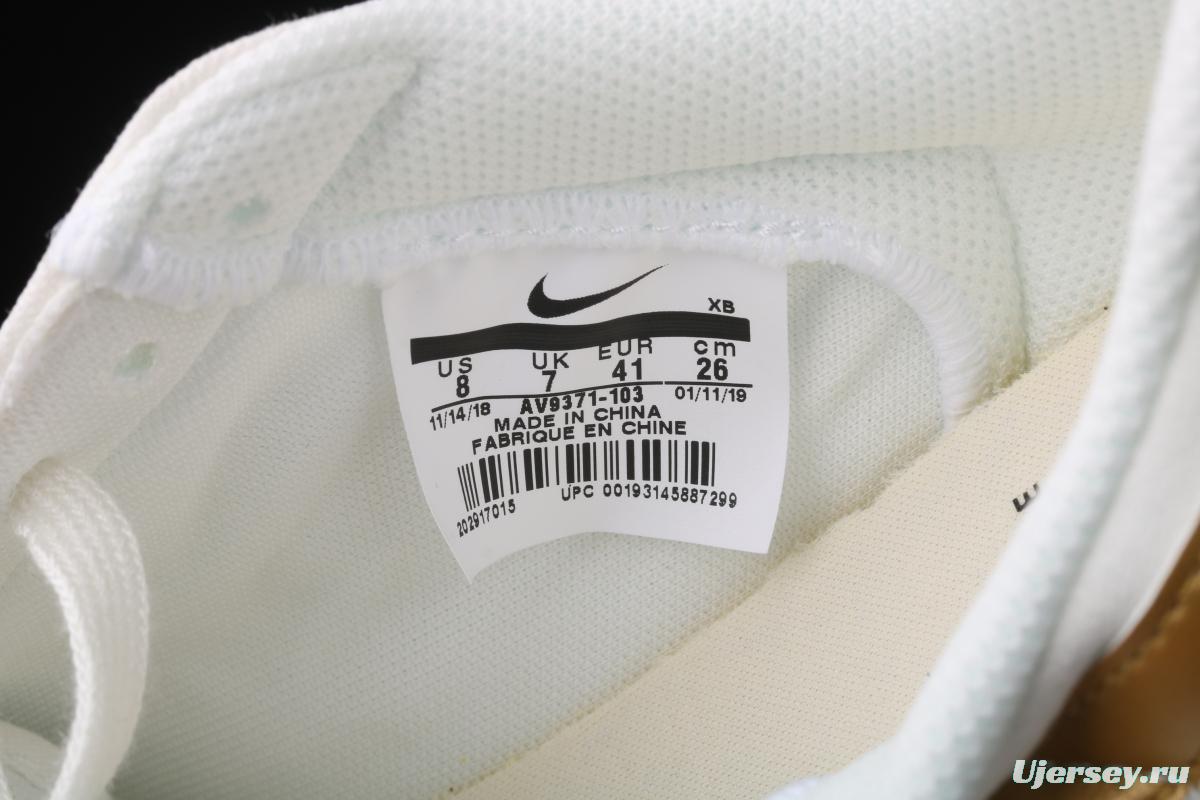 XB
US UK EUR cm
8 7 41 26
11/14/18 AV9371-103 01/11/19
MADE IN CHINA
FABRIQUE EN CHINE
202917015 UPC 00193145887299
Ujersey.ru